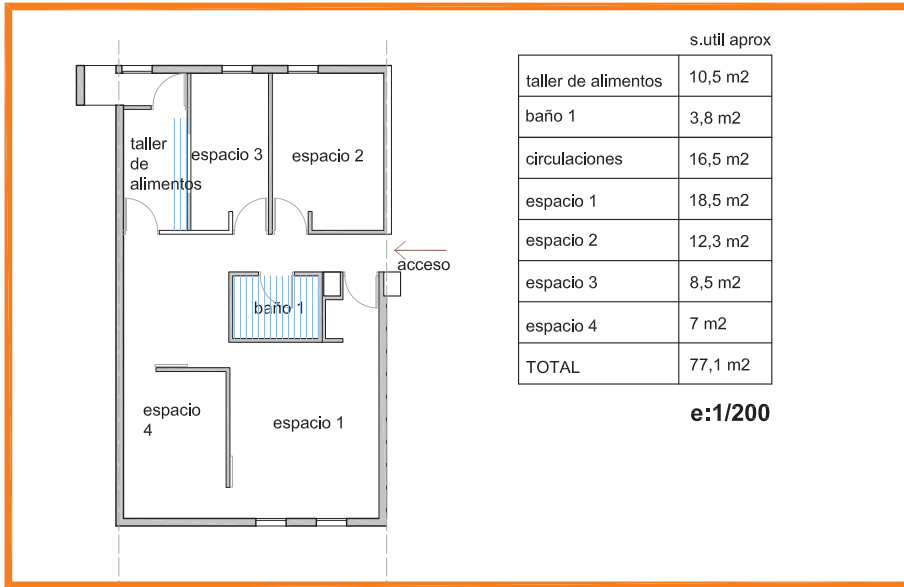 taller
de
alimentos
espacio 3
espacio 2
acceso
baño 1
espacio
4
espacio 1
s.util aprox
taller de alimentos 10,5 m2
baño 1 3,8 m2
circulaciones 16,5 m2
espacio 1 18,5 m2
espacio 2 12,3 m2
espacio 3 8,5 m2
espacio 4 7 m2
TOTAL 77,1 m2
e:1/200